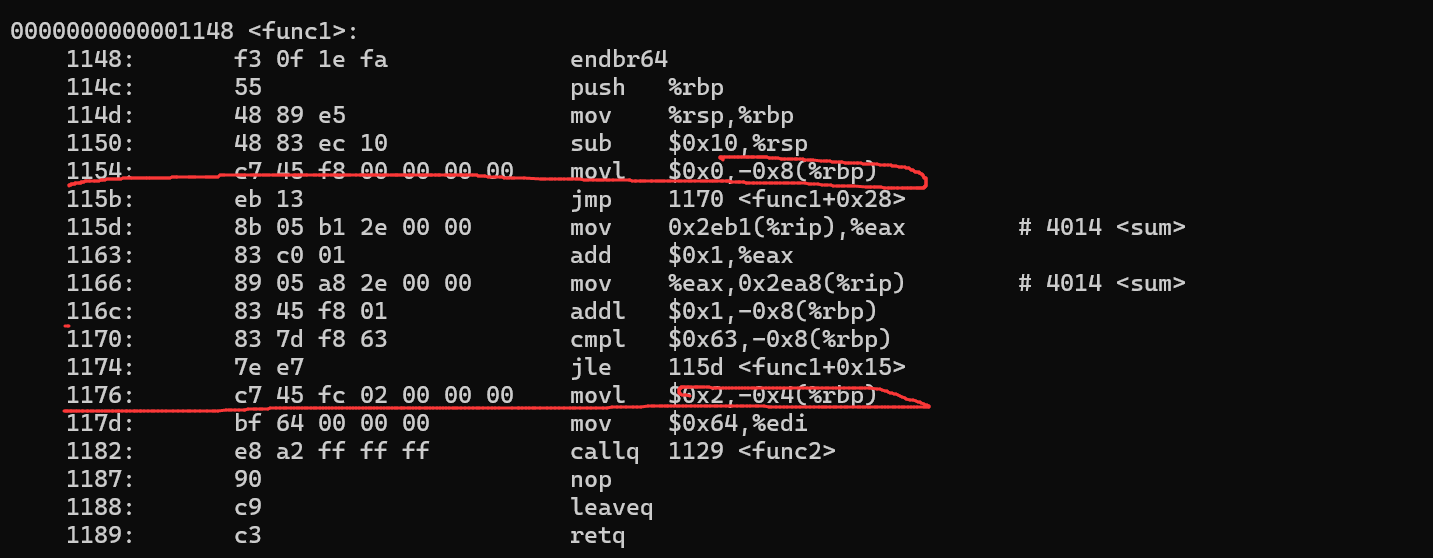 0000000000001148 <func1>:
1148: f3 0f 1e fa endbr64
114c: 55 push %rbp
114d: 48 89 e5 mov %rsp,%rbp
1150: 48 83 ec 10 sub $0x10,%rsp
1154: c7 45 f8 00 00 00 00 movl $0x0,-0x8(%rbp)
115b: eb 13 jmp 1170 <func1+0x28>
115d: 8b 05 b1 2e 00 00 mov 0x2eb1(%rip),%eax # 4014 <sum>
1163: 83 c0 01 add $0x1,%eax
1166: 89 05 a8 2e 00 00 mov %eax,0x2ea8(%rip) # 4014 <sum>
116c: 83 45 f8 01 addl $0x1,-0x8(%rbp)
1170: 83 7d f8 63 cmpl $0x63,-0x8(%rbp)
1174: 7e e7 jle 115d <func1+0x15>
1176: c7 45 fc 02 00 00 00 movl $0x2,-0x4(%rbp)
117d: bf 64 00 00 00 mov $0x64,%edi
1182: e8 a2 ff ff ff callq 1129 <func2>
1187: 90 nop
1188: c9 leaveq
1189: c3 retq